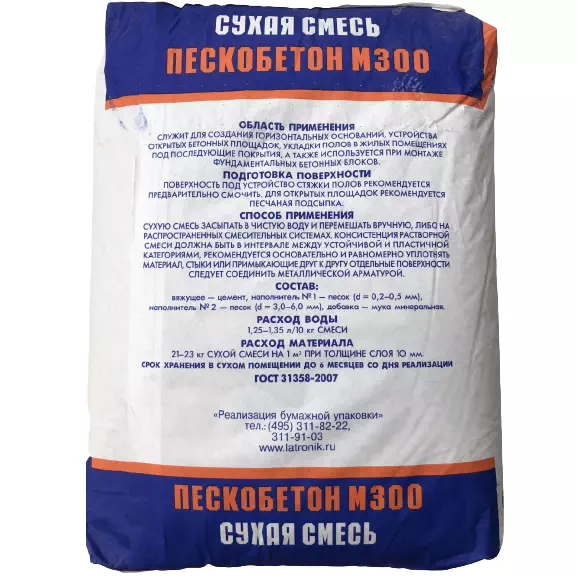 СУХАЯ СМЕСЬ
ПЕСКОБЕТОН М300
ОБЛАСТЬ ПРИМЕНЕНИЯ
СЛУЖИТ ДЛЯ СОЗДАНИЯ ГОРИЗОНТАЛЬНЫХ ОСНОВАНИЙ, УСТРОЙСТВА
ОТКРЫТЫХ БЕТОННЫХ ПЛОЩАДОК, УКЛАДКИ ПОЛОВ В ЖИЛЫХ ПОМЕЩЕНИЯХ
ПОД ПОСЛЕДУЮЩИЕ ПОКРЫТИЯ, А ТАКЖЕ ИСПОЛЬЗУЕТСЯ ПРИ МОНТАЖЕ
ФУНДАМЕНТАЛЬНЫХ БЕТОННЫХ БЛОКОВ.
ПОДГОТОВКА ПОВЕРХНОСТИ
ПОВЕРХНОСТЬ ПОД УСТРОЙСТВО СТЯЖКИ ПОЛОВ РЕКОМЕНДУЕТСЯ
ПРЕДВАРИТЕЛЬНО СМОЧИТЬ. ДЛЯ ОТКРЫТЫХ ПЛОЩАДОК РЕКОМЕНДУЕТСЯ
ПЕСЧАНАЯ ПОДСЫПКА.
СПОСОБ ПРИМЕНЕНИЯ
СУХУЮ СМЕСЬ ЗАСЫПАТЬ В ЧИСТУЮ ВОДУ И ПЕРЕМЕШАТЬ ВРУЧНУЮ, ЛИБО НА
РАСПРОСТРАНЕННЫХ СМЕСИТЕЛЬНЫХ СИСТЕМАХ. КОНСИСТЕНЦИЯ РАСТВОРНОЙ
СМЕСИ ДОЛЖНА БЫТЬ В ИНТЕРВАЛЕ МЕЖДУ УСТОЙЧИВОЙ И ПЛАСТИЧНОЙ
КАТЕГОРИЯМИ, РЕКОМЕНДУЕТСЯ ОСНОВАТЕЛЬНО И РАВНОМЕРНО УПЛОТНЯТЬ
МАТЕРИАЛ, СТЫКИ ИЛИ ПРИМЫКАЮЩИЕ ДРУГ К ДРУГУ ОТДЕЛЬНЫЕ ПОВЕРХНОСТИ
СЛЕДУЕТ СОЕДИНИТЬ МЕТАЛЛИЧЕСКОЙ АРМАТУРОЙ.
СОСТАВ:
вяжущее — цемент, наполнитель №1 — песок (d = 0,2–0,5 мм),
наполнитель № 2 — песок (d = 3,0–6,0 мм), добавка — мука минеральная.
РАСХОД ВОДЫ
1,25–1,35 л/10 кг СМЕСИ
РАСХОД МАТЕРИАЛА
21–23 кг СУХОЙ СМЕСИ НА 1 м² ПРИ ТОЛЩИНЕ СЛОЯ 10 мм.
СРОК ХРАНЕНИЯ В СУХОМ ПОМЕЩЕНИИ ДО 6 МЕСЯЦЕВ СО ДНЯ РЕАЛИЗАЦИИ
ГОСТ 31358-2007
«Реализация бумажной упаковки»
тел.:(495) 311-82-22,
311-91-03
www.latronik.ru
ПЕСКОБЕТОН М300
СУХАЯ СМЕСЬ